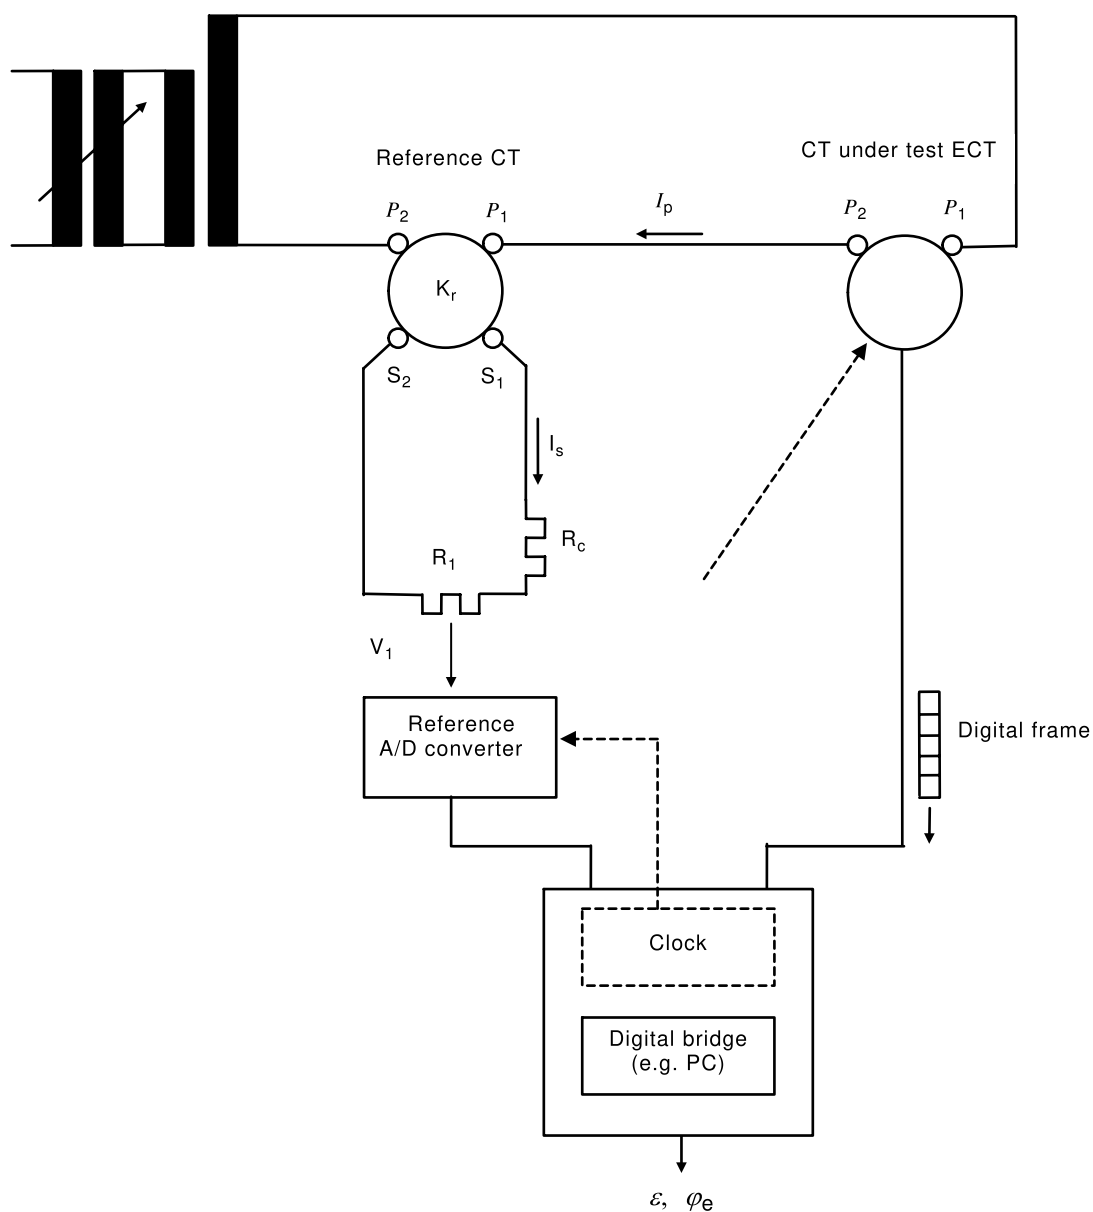 CT under test ECT
Reference CT
P₂ P₁ Iₚ P₂ P₁
Kᵣ
S₂ S₁
Iₛ
R_c
R₁
V₁
Reference
A/D converter
Digital frame
Clock
Digital bridge
(e.g. PC)
ε, φₑ